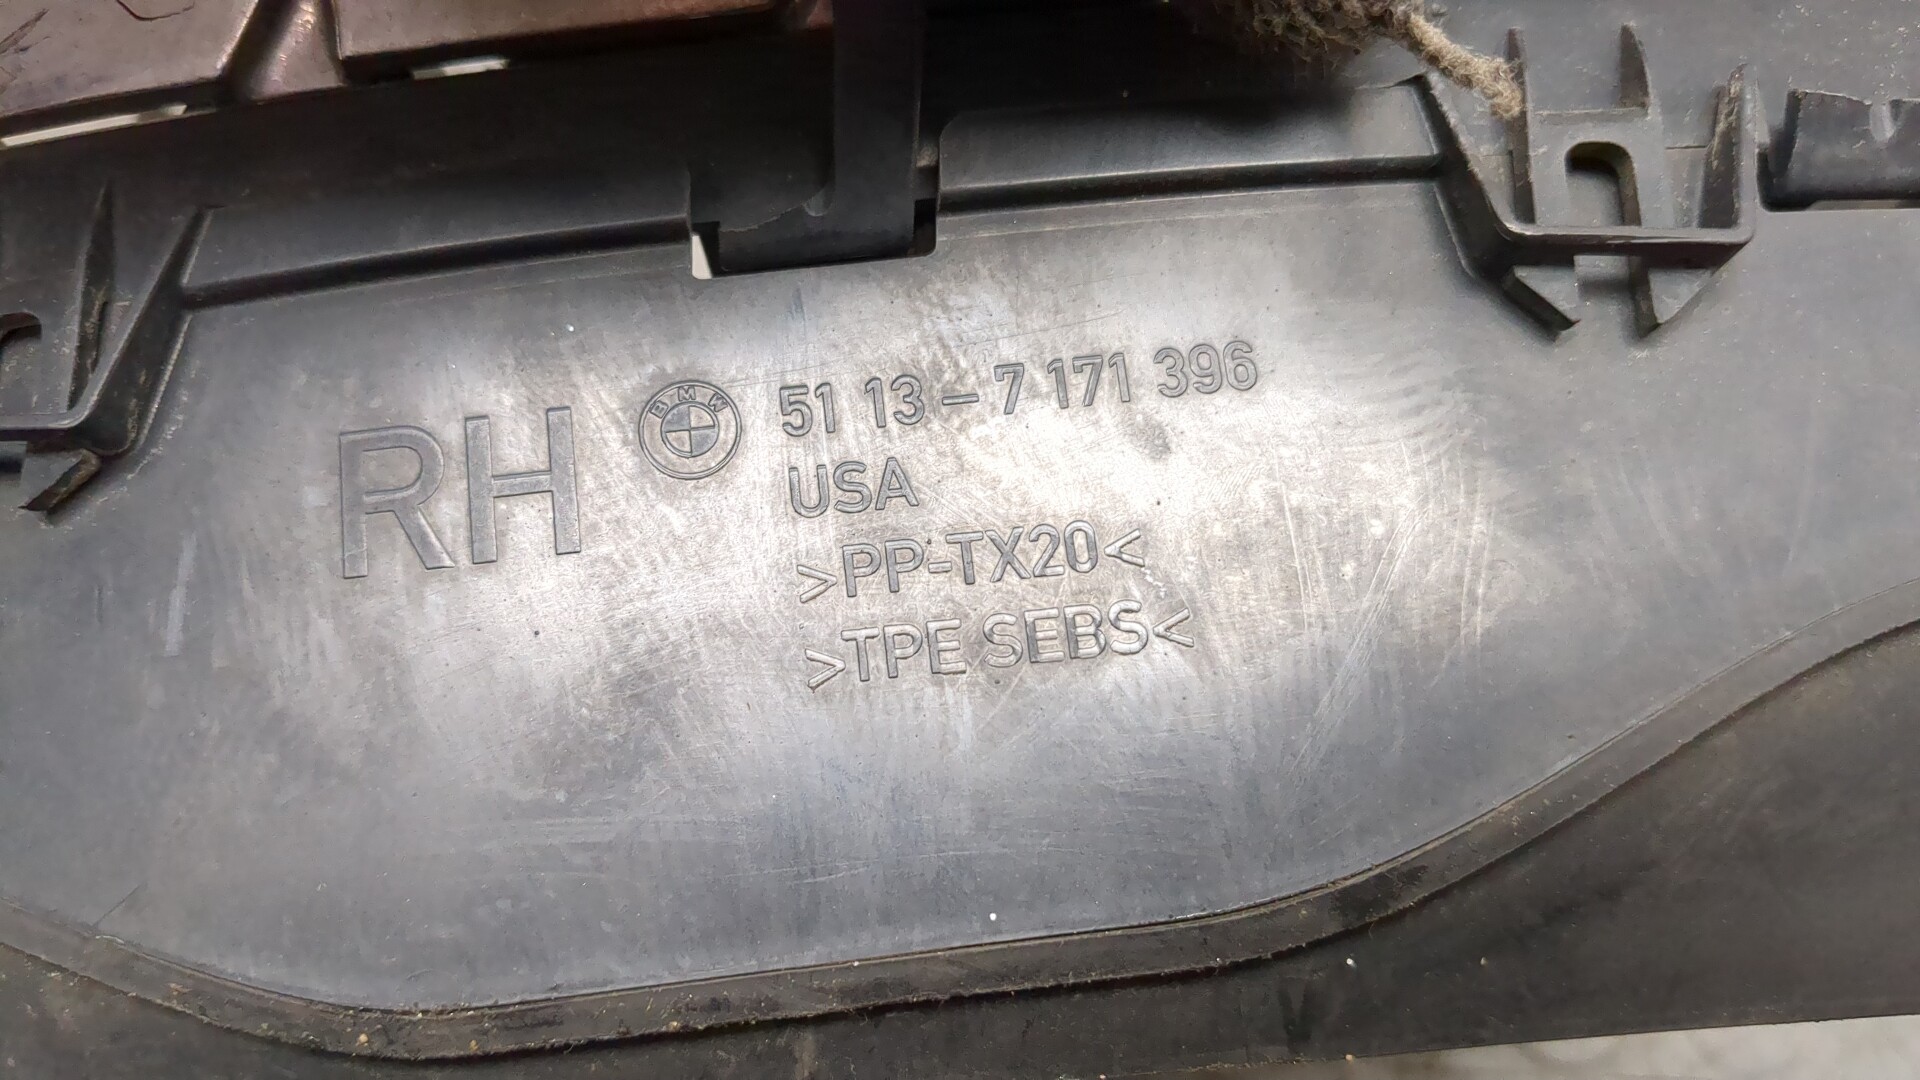 RH
BMW
51 13-7 171 396
USA
>PP-TX20<
>TPE SEBS<